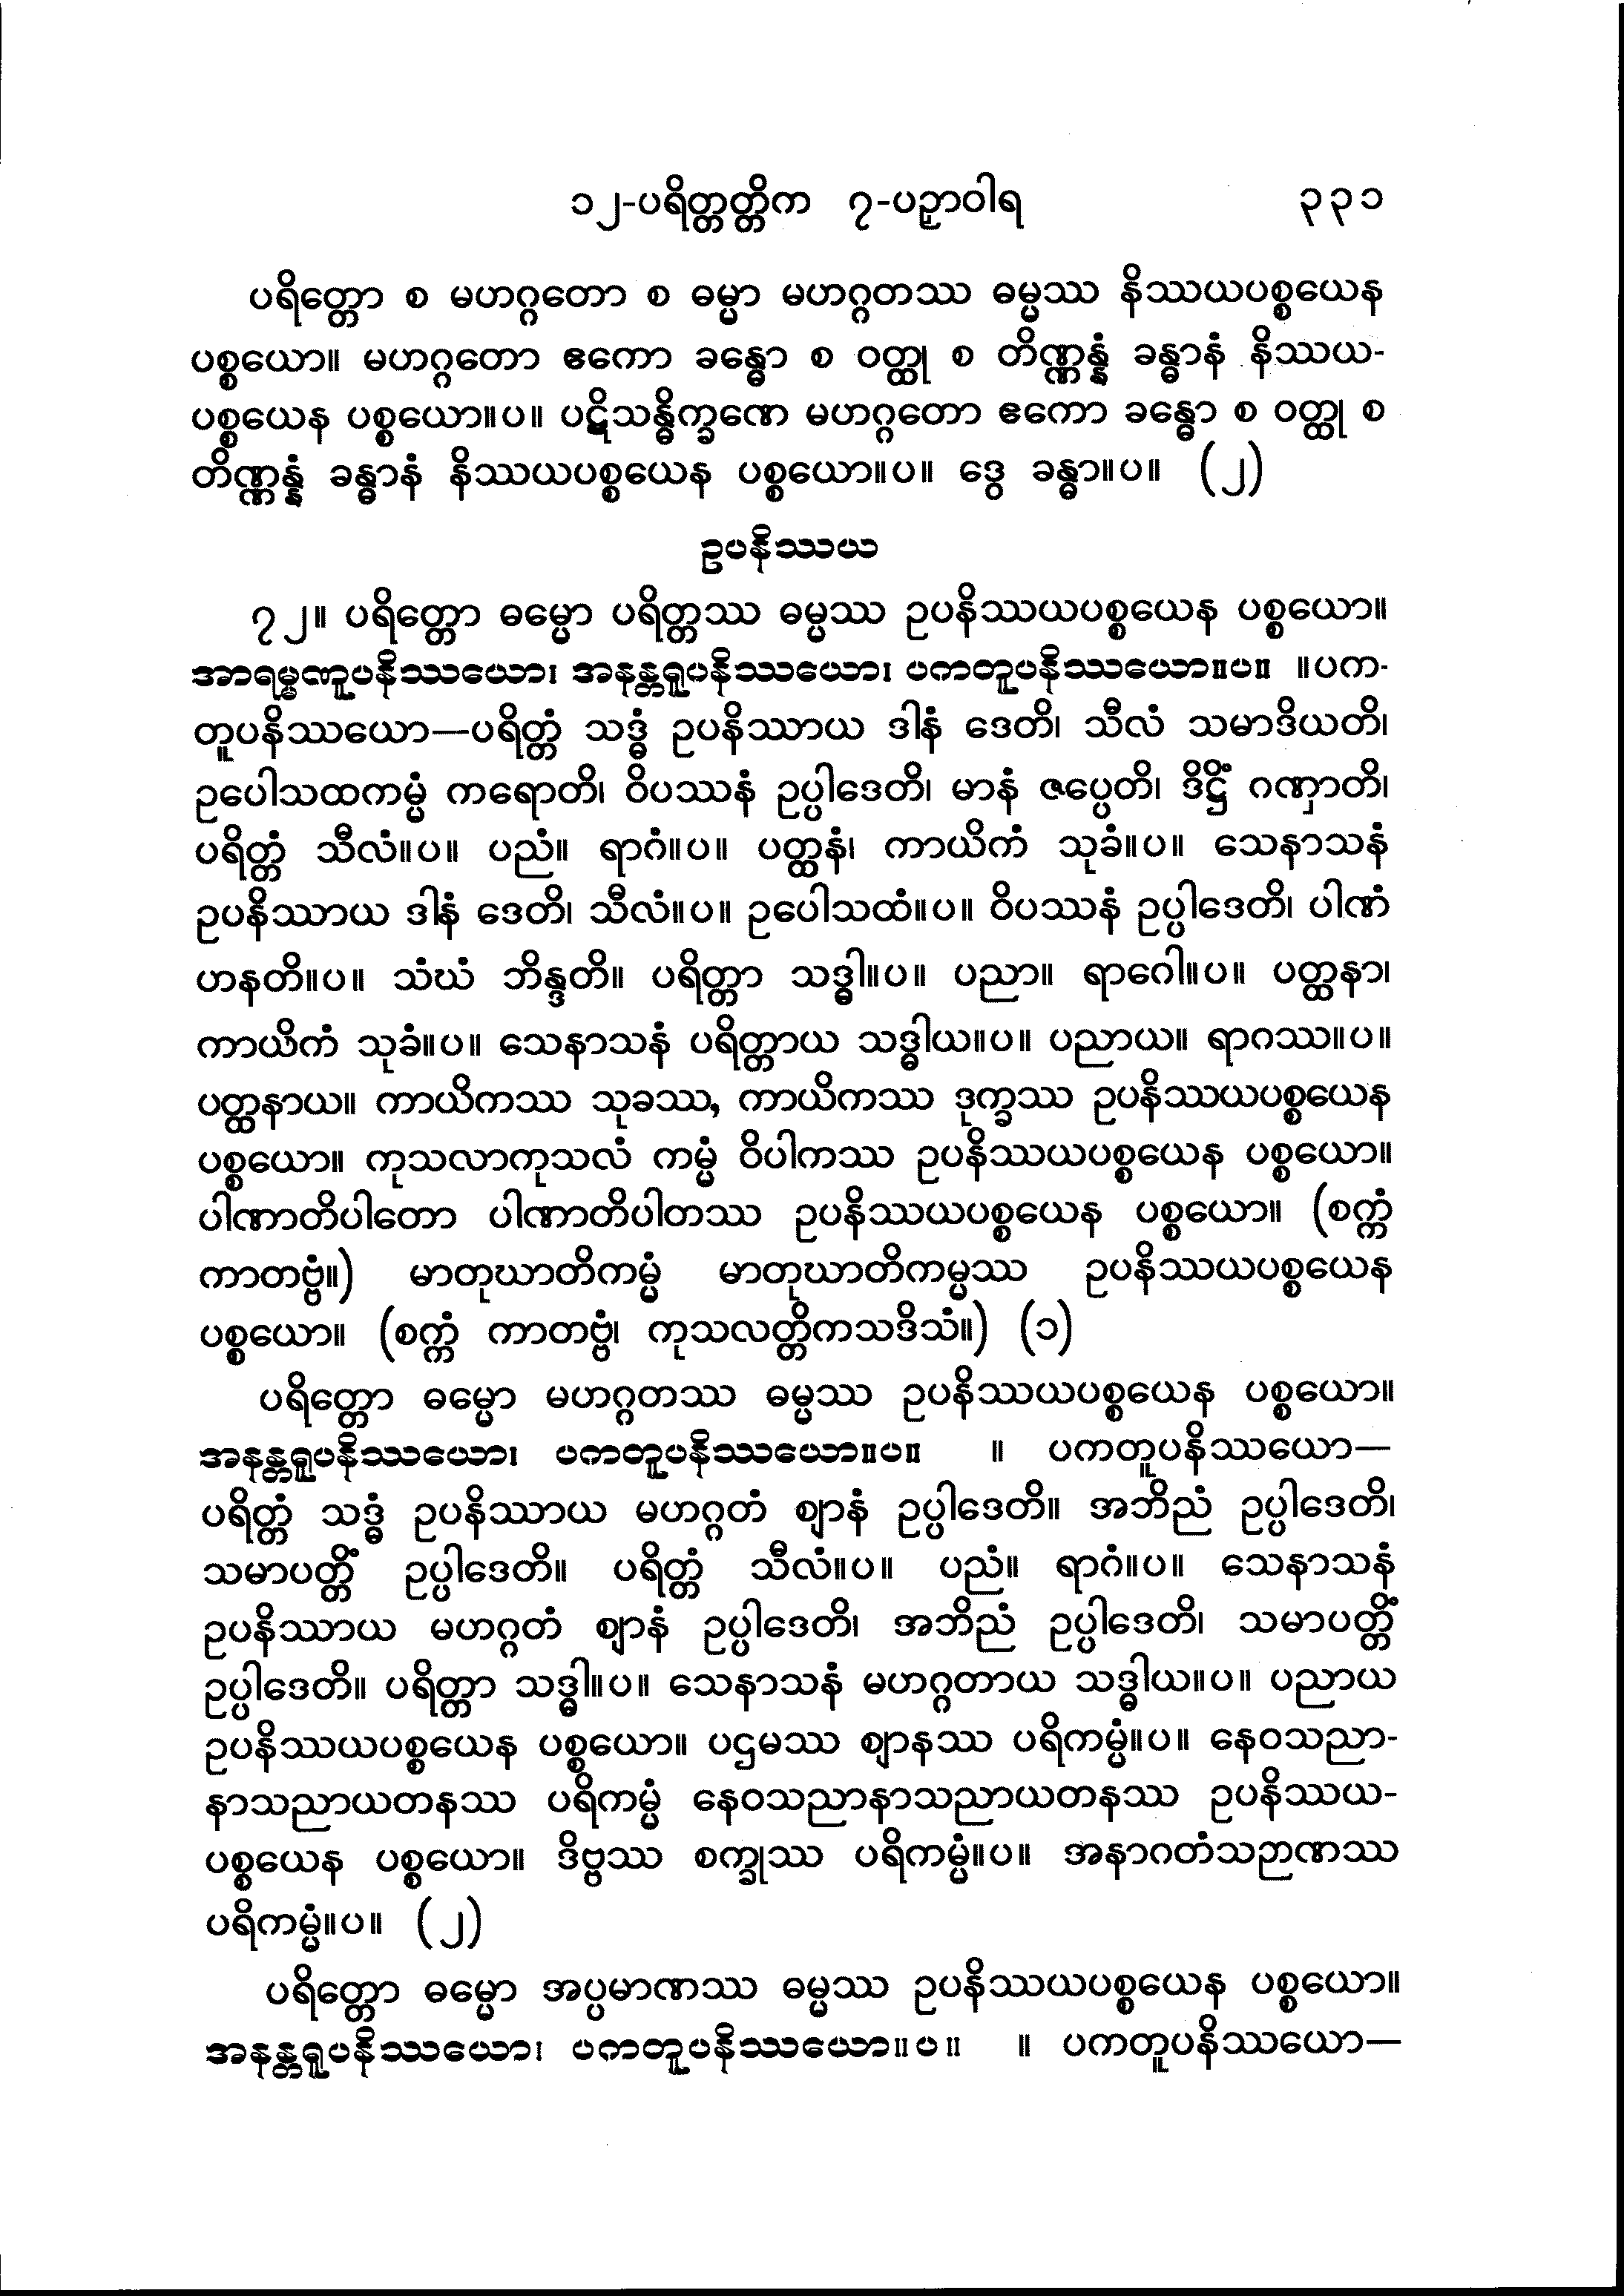 ၁၂-ပရိတ္တတ္တိက ၇-ပဉှာဝါရ ၃၃၁
ပရိတ္တော စ မဟဂ္ဂတော စ ဓမ္မာ မဟဂ္ဂတဿ ဓမ္မဿ နိဿယပစ္စယေန
ပစ္စယော။ မဟဂ္ဂတော ဧကော ခန္ဓော စ ဝတ္ထု စ တိဏ္ဏန္နံ ခန္ဓာနံ နိဿယ-
ပစ္စယေန ပစ္စယော။ပ။ ပဋိသန္ဓိက္ခဏေ မဟဂ္ဂတော ဧကော ခန္ဓော စ ဝတ္ထု စ
တိဏ္ဏန္နံ ခန္ဓာနံ နိဿယပစ္စယေန ပစ္စယော။ပ။ ဒွေ ခန္ဓာ။ပ။ (၂)
ဥပနိဿယ
၇၂။ ပရိတ္တော ဓမ္မော ပရိတ္တဿ ဓမ္မဿ ဥပနိဿယပစ္စယေန ပစ္စယော။
အာရမ္မဏူပနိဿယော၊ အနန္တရူပနိဿယော၊ ပကတူပနိဿယော။ပ။ ။ပက-
တူပနိဿယော—ပရိတ္တံ သဒ္ဓံ ဥပနိဿာယ ဒါနံ ဒေတိ၊ သီလံ သမာဒိယတိ၊
ဥပေါသထကမ္မံ ကရောတိ၊ ဝိပဿနံ ဥပ္ပါဒေတိ၊ မာနံ ဇပ္ပေတိ၊ ဒိဋ္ဌိံ ဂဏှာတိ၊
ပရိတ္တံ သီလံ။ပ။ ပညံ။ ရာဂံ။ပ။ ပတ္ထနံ၊ ကာယိကံ သုခံ။ပ။ သေနာသနံ
ဥပနိဿာယ ဒါနံ ဒေတိ၊ သီလံ။ပ။ ဥပေါသထံ။ပ။ ဝိပဿနံ ဥပ္ပါဒေတိ၊ ပါဏံ
ဟနတိ။ပ။ သံဃံ ဘိန္ဒတိ။ ပရိတ္တာ သဒ္ဓါ။ပ။ ပညာ။ ရာဂေါ။ပ။ ပတ္ထနာ၊
ကာယိကံ သုခံ။ပ။ သေနာသနံ ပရိတ္တာယ သဒ္ဓါယ။ပ။ ပညာယ။ ရာဂဿ။ပ။
ပတ္ထနာယ။ ကာယိကဿ သုခဿ, ကာယိကဿ ဒုက္ခဿ ဥပနိဿယပစ္စယေန
ပစ္စယော။ ကုသလာကုသလံ ကမ္မံ ဝိပါကဿ ဥပနိဿယပစ္စယေန ပစ္စယော။
ပါဏာတိပါတော ပါဏာတိပါတဿ ဥပနိဿယပစ္စယေန ပစ္စယော။ (စက္ကံ
ကာတဗ္ဗံ။) မာတုဃာတိကမ္မံ မာတုဃာတိကမ္မဿ ဥပနိဿယပစ္စယေန
ပစ္စယော။ (စက္ကံ ကာတဗ္ဗံ၊ ကုသလတ္တိကသဒိသံ။) (၁)
ပရိတ္တော ဓမ္မော မဟဂ္ဂတဿ ဓမ္မဿ ဥပနိဿယပစ္စယေန ပစ္စယော။
အနန္တရူပနိဿယော၊ ပကတူပနိဿယော။ပ။ ။ ပကတူပနိဿယော—
ပရိတ္တံ သဒ္ဓံ ဥပနိဿာယ မဟဂ္ဂတံ ဈာနံ ဥပ္ပါဒေတိ။ အဘိညံ ဥပ္ပါဒေတိ၊
သမာပတ္တိံ ဥပ္ပါဒေတိ။ ပရိတ္တံ သီလံ။ပ။ ပညံ။ ရာဂံ။ပ။ သေနာသနံ
ဥပနိဿာယ မဟဂ္ဂတံ ဈာနံ ဥပ္ပါဒေတိ၊ အဘိညံ ဥပ္ပါဒေတိ၊ သမာပတ္တိံ
ဥပ္ပါဒေတိ။ ပရိတ္တာ သဒ္ဓါ။ပ။ သေနာသနံ မဟဂ္ဂတာယ သဒ္ဓါယ။ပ။ ပညာယ
ဥပနိဿယပစ္စယေန ပစ္စယော။ ပဌမဿ ဈာနဿ ပရိကမ္မံ။ပ။ နေဝသညာ-
နာသညာယတနဿ ပရိကမ္မံ နေဝသညာနာသညာယတနဿ ဥပနိဿယ-
ပစ္စယေန ပစ္စယော။ ဒိဗ္ဗဿ စက္ခုဿ ပရိကမ္မံ။ပ။ အနာဂတံသဉာဏဿ
ပရိကမ္မံ။ပ။ (၂)
ပရိတ္တော ဓမ္မော အပ္ပမာဏဿ ဓမ္မဿ ဥပနိဿယပစ္စယေန ပစ္စယော။
အနန္တရူပနိဿယော၊ ပကတူပနိဿယော။ပ။ ။ ပကတူပနိဿယော—